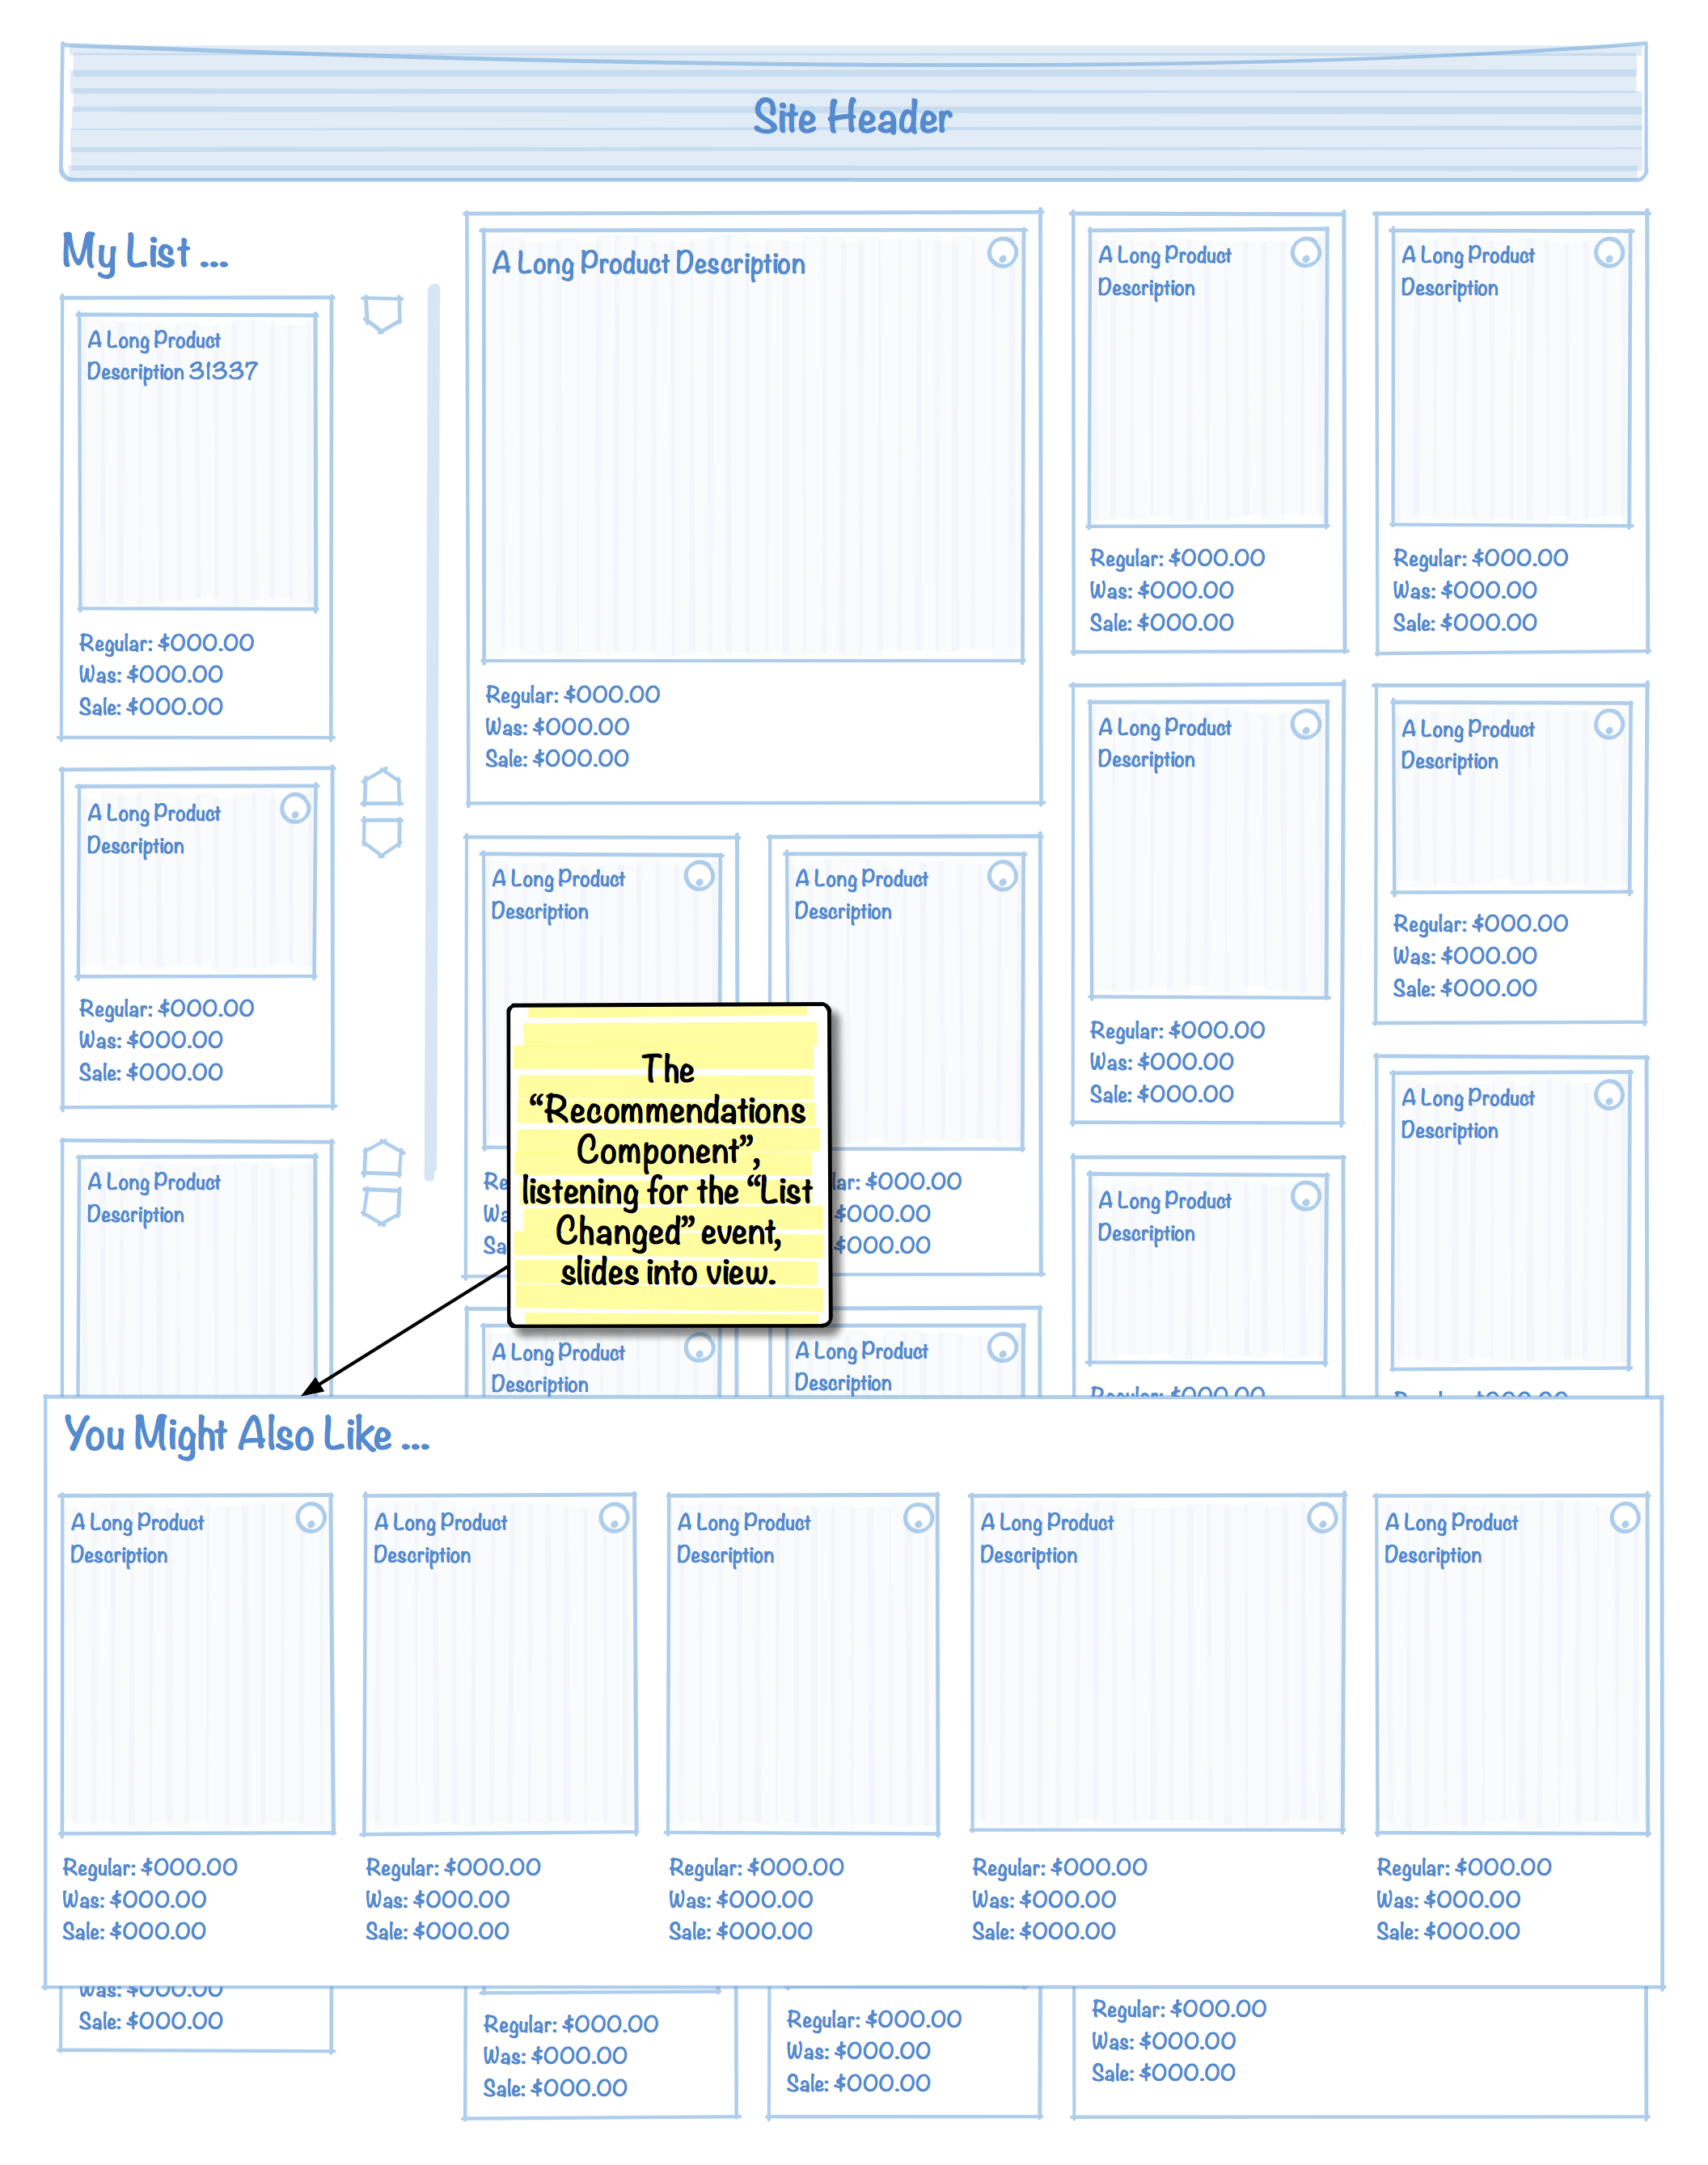 Site Header
My List ...
A Long Product
Description 31337
Regular: $000.00
Was: $000.00
Sale: $000.00
A Long Product
Description
Regular: $000.00
Was: $000.00
Sale: $000.00
A Long Product
Description
A Long Product Description
Regular: $000.00
Was: $000.00
Sale: $000.00
A Long Product
Description
A Long Product
Description
$000.00
$000.00
$000.00
A Long Product
Description
A Long Product
Description
A Long Product
Description
Regular: $000.00
Was: $000.00
Sale: $000.00
A Long Product
Description
Regular: $000.00
Was: $000.00
Sale: $000.00
A Long Product
Description
Regular: $000.00
A Long Product
Description
Regular: $000.00
Was: $000.00
Sale: $000.00
A Long Product
Description
Regular: $000.00
Was: $000.00
Sale: $000.00
A Long Product
Description
The
“Recommendations
Component”,
listening for the “List
Changed” event,
slides into view.
You Might Also Like ...
A Long Product
Description
Regular: $000.00
Was: $000.00
Sale: $000.00
A Long Product
Description
Regular: $000.00
Was: $000.00
Sale: $000.00
A Long Product
Description
Regular: $000.00
Was: $000.00
Sale: $000.00
A Long Product
Description
Regular: $000.00
Was: $000.00
Sale: $000.00
A Long Product
Description
Regular: $000.00
Was: $000.00
Sale: $000.00
Was: $000.00
Sale: $000.00
Regular: $000.00
Was: $000.00
Sale: $000.00
Regular: $000.00
Was: $000.00
Sale: $000.00
Regular: $000.00
Was: $000.00
Sale: $000.00